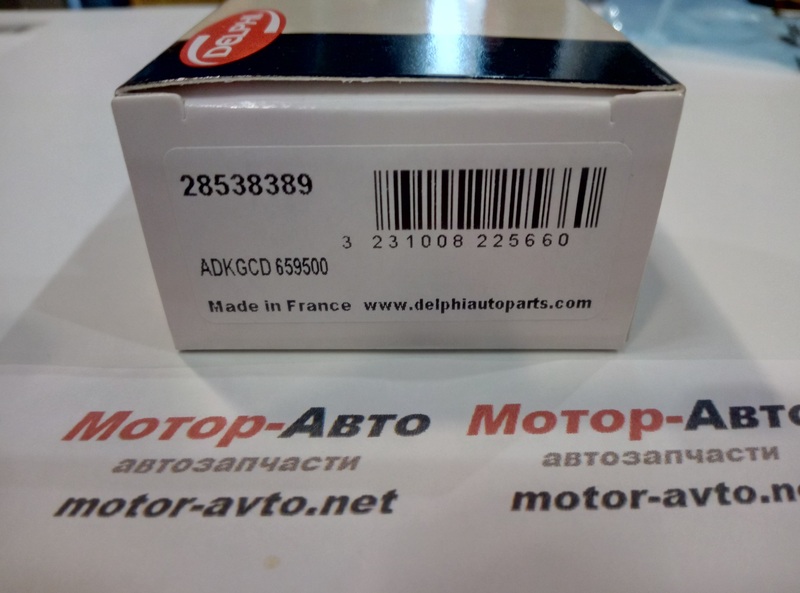 DELPHI
28538389
3 231008 225660
ADKGCD 659500
Made in France www.delphiautoparts.com
Мотор-Авто Мотор-Авто
автозапчасти автозапчасти
motor-avto.net motor-avto.net